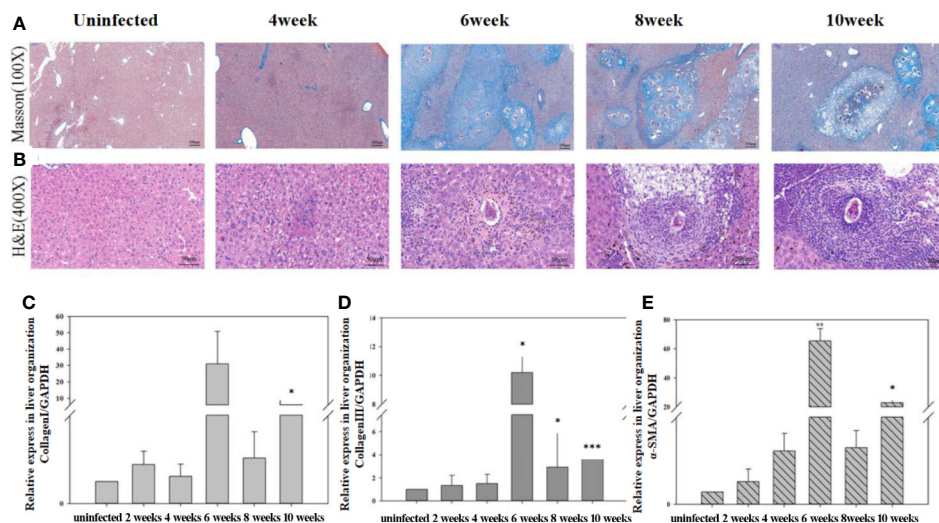 Uninfected 4week 6week 8week 10week
A
Masson(100X)
B
H&E(400X)
C
Relative express in liver organization
CollagenI/GAPDH
60
50
40
30
20
10
0
uninfected 2 weeks 4 weeks 6 weeks 8 weeks 10 weeks
*
D
Relative express in liver organization
CollagenIII/GAPDH
14
12
10
8
6
4
2
0
uninfected 2 weeks 4 weeks 6 weeks 8 weeks 10 weeks
*
*
***
E
Relative express in liver organization
α-SMA/GAPDH
80
60
40
20
0
uninfected 2 weeks 4 weeks 6 weeks 8weeks 10 weeks
**
*